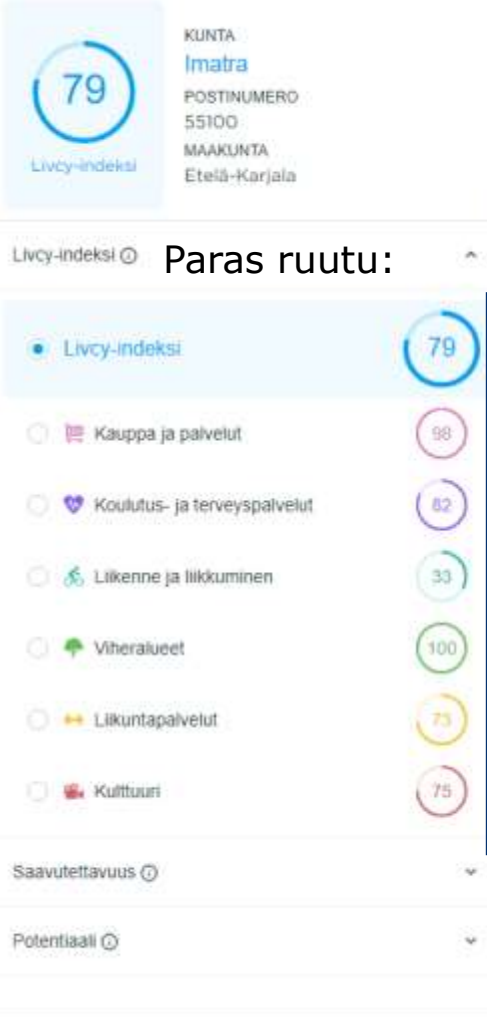 79
Livcy-indeksi
KUNTA
Imatra
POSTINUMERO
55100
MAAKUNTA
Etelä-Karjala
Livcy-indeksi
Paras ruutu:
Livcy-indeksi 79
Kauppa ja palvelut 98
Koulutus- ja terveyspalvelut 82
Liikenne ja liikkuminen 33
Viheralueet 100
Liikuntapalvelut 73
Kulttuuri 75
Saavutettavuus
Potentiaali